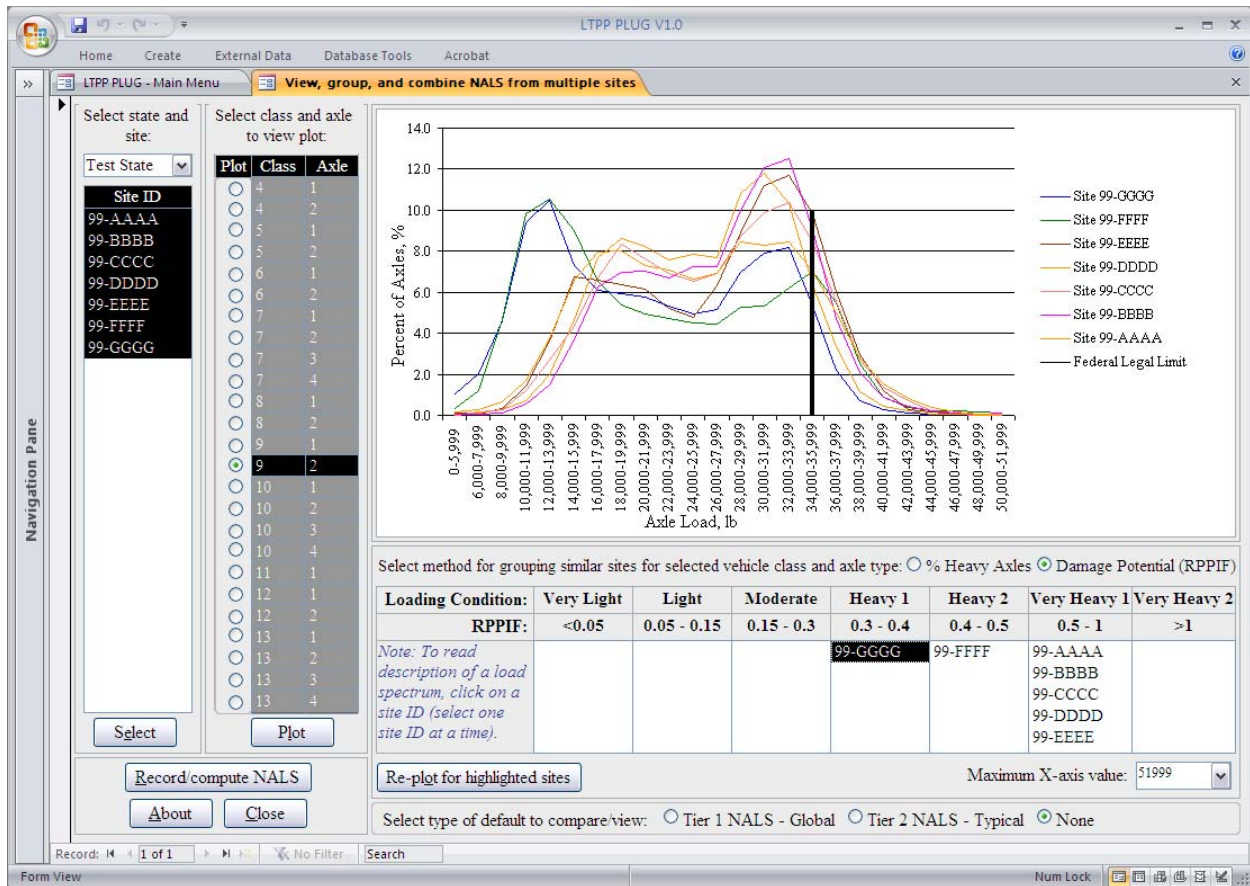 LTPP PLUG V1.0
Home Create External Data Database Tools Acrobat
LTPP PLUG - Main Menu
View, group, and combine NALS from multiple sites
Navigation Pane
Select state and
site:
Test State
Site ID
99-AAAA
99-BBBB
99-CCCC
99-DDDD
99-EEEE
99-FFFF
99-GGGG
Select
Select class and axle
to view plot:
Plot Class Axle
4 1
4 2
5 1
5 2
6 1
6 2
7 1
7 2
7 3
7 4
8 1
8 2
9 1
9 2
10 1
10 2
10 3
10 4
11 1
12 1
12 2
13 1
13 2
13 3
13 4
Plot
Record/compute NALS
About
Close
Percent of Axles, %
14.0
12.0
10.0
8.0
6.0
4.0
2.0
0.0
0-5,999
6,000-7,999
8,000-9,999
10,000-11,999
12,000-13,999
14,000-15,999
16,000-17,999
18,000-19,999
20,000-21,999
22,000-23,999
24,000-25,999
26,000-27,999
28,000-29,999
30,000-31,999
32,000-33,999
34,000-35,999
36,000-37,999
38,000-39,999
40,000-41,999
42,000-43,999
44,000-45,999
46,000-47,999
48,000-49,999
50,000-51,999
Axle Load, lb
Site 99-GGGG
Site 99-FFFF
Site 99-EEEE
Site 99-DDDD
Site 99-CCCC
Site 99-BBBB
Site 99-AAAA
Federal Legal Limit
Select method for grouping similar sites for selected vehicle class and axle type: % Heavy Axles Damage Potential (RPPIF)
Loading Condition: Very Light Light Moderate Heavy 1 Heavy 2 Very Heavy 1 Very Heavy 2
RPPIF: <0.05 0.05 - 0.15 0.15 - 0.3 0.3 - 0.4 0.4 - 0.5 0.5 - 1 >1
Note: To read
description of a load
spectrum, click on a
site ID (select one
site ID at a time).
99-GGGG
99-FFFF
99-AAAA
99-BBBB
99-CCCC
99-DDDD
99-EEEE
Re-plot for highlighted sites
Maximum X-axis value: 51999
Select type of default to compare/view: Tier 1 NALS - Global Tier 2 NALS - Typical None
Record: 1 of 1 No Filter Search
Form View
Num Lock